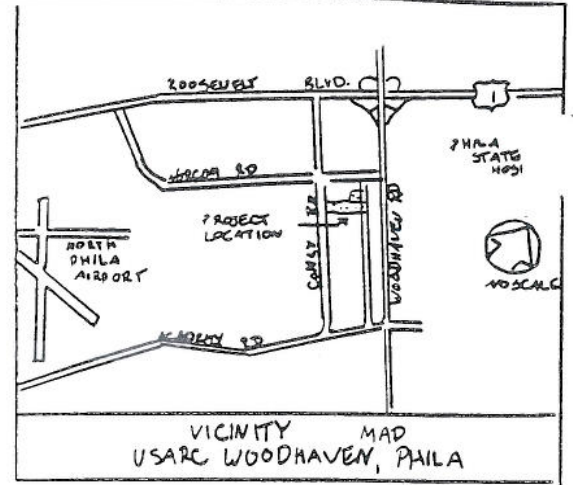 ROOSEVELT BLVD.
1
PHILA
STATE
HOSP
RD
PROJECT
LOCATION
COMLY RD
WOODHAVEN RD
NORTH
PHILA
AIRPORT
NO SCALE
ACADEMY RD
VICINITY MAP
USARC WOODHAVEN, PHILA